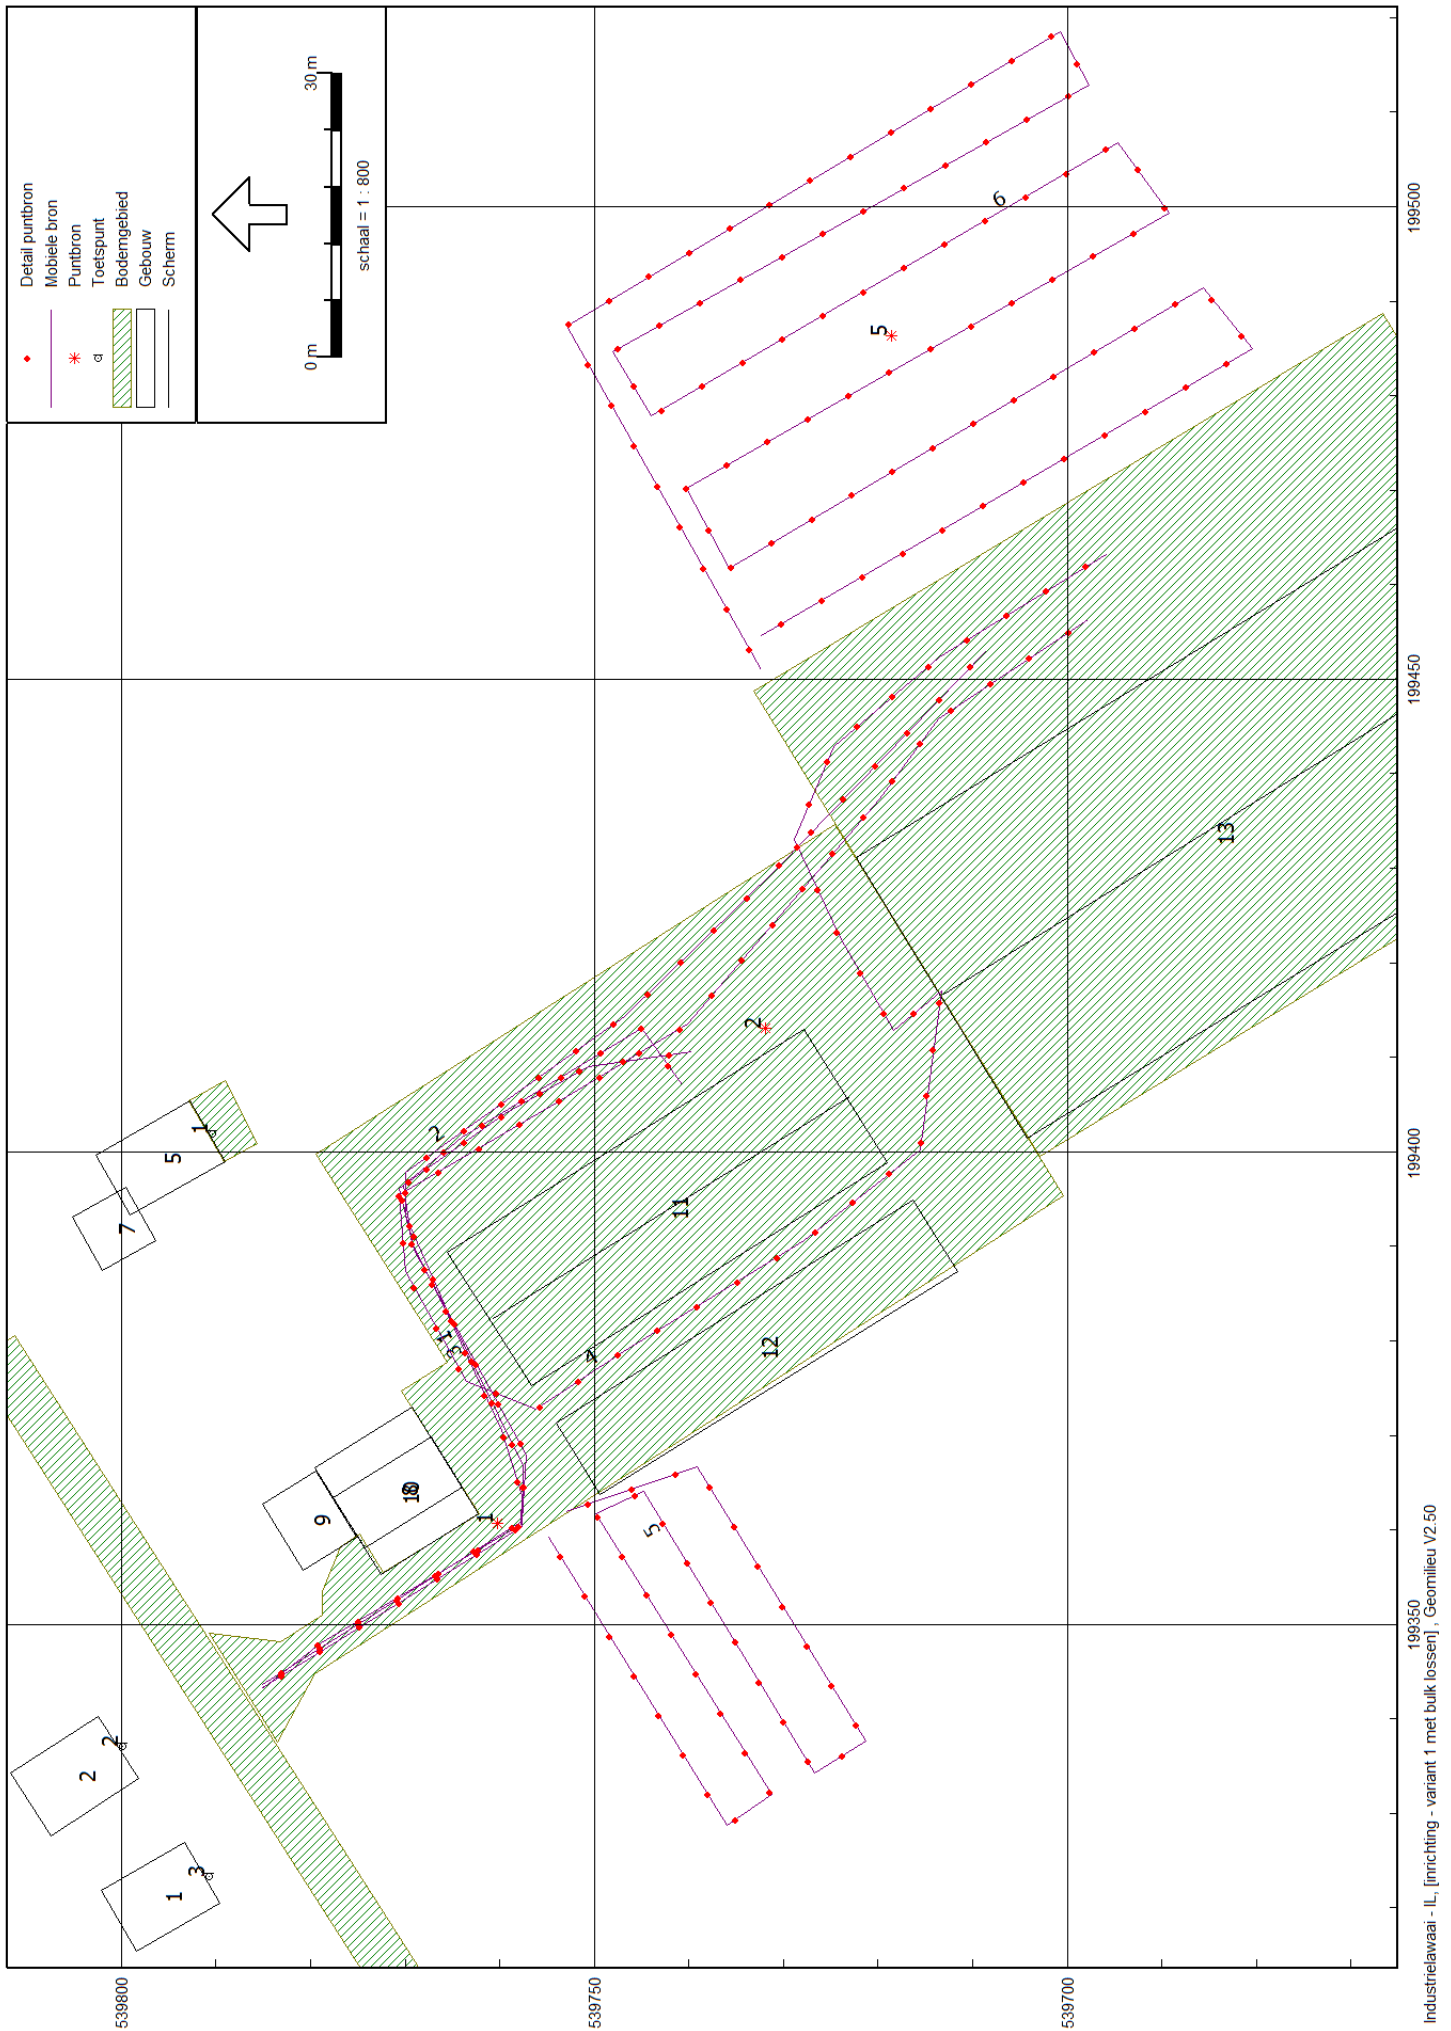 Detail puntbron
Mobiele bron
Puntbron
Toetspunt
Bodemgebied
Gebouw
Scherm
0 m
30 m
schaal = 1 : 800
539800
539750
539700
199350
199400
199450
199500
1
3
2
2
7
5
1
9
1
2
1
3
4
11
12
2
13
5
5
6
Industrielawaai - IL, [inrichting - variant 1 met bulk lossen] , Geomilieu V2.50